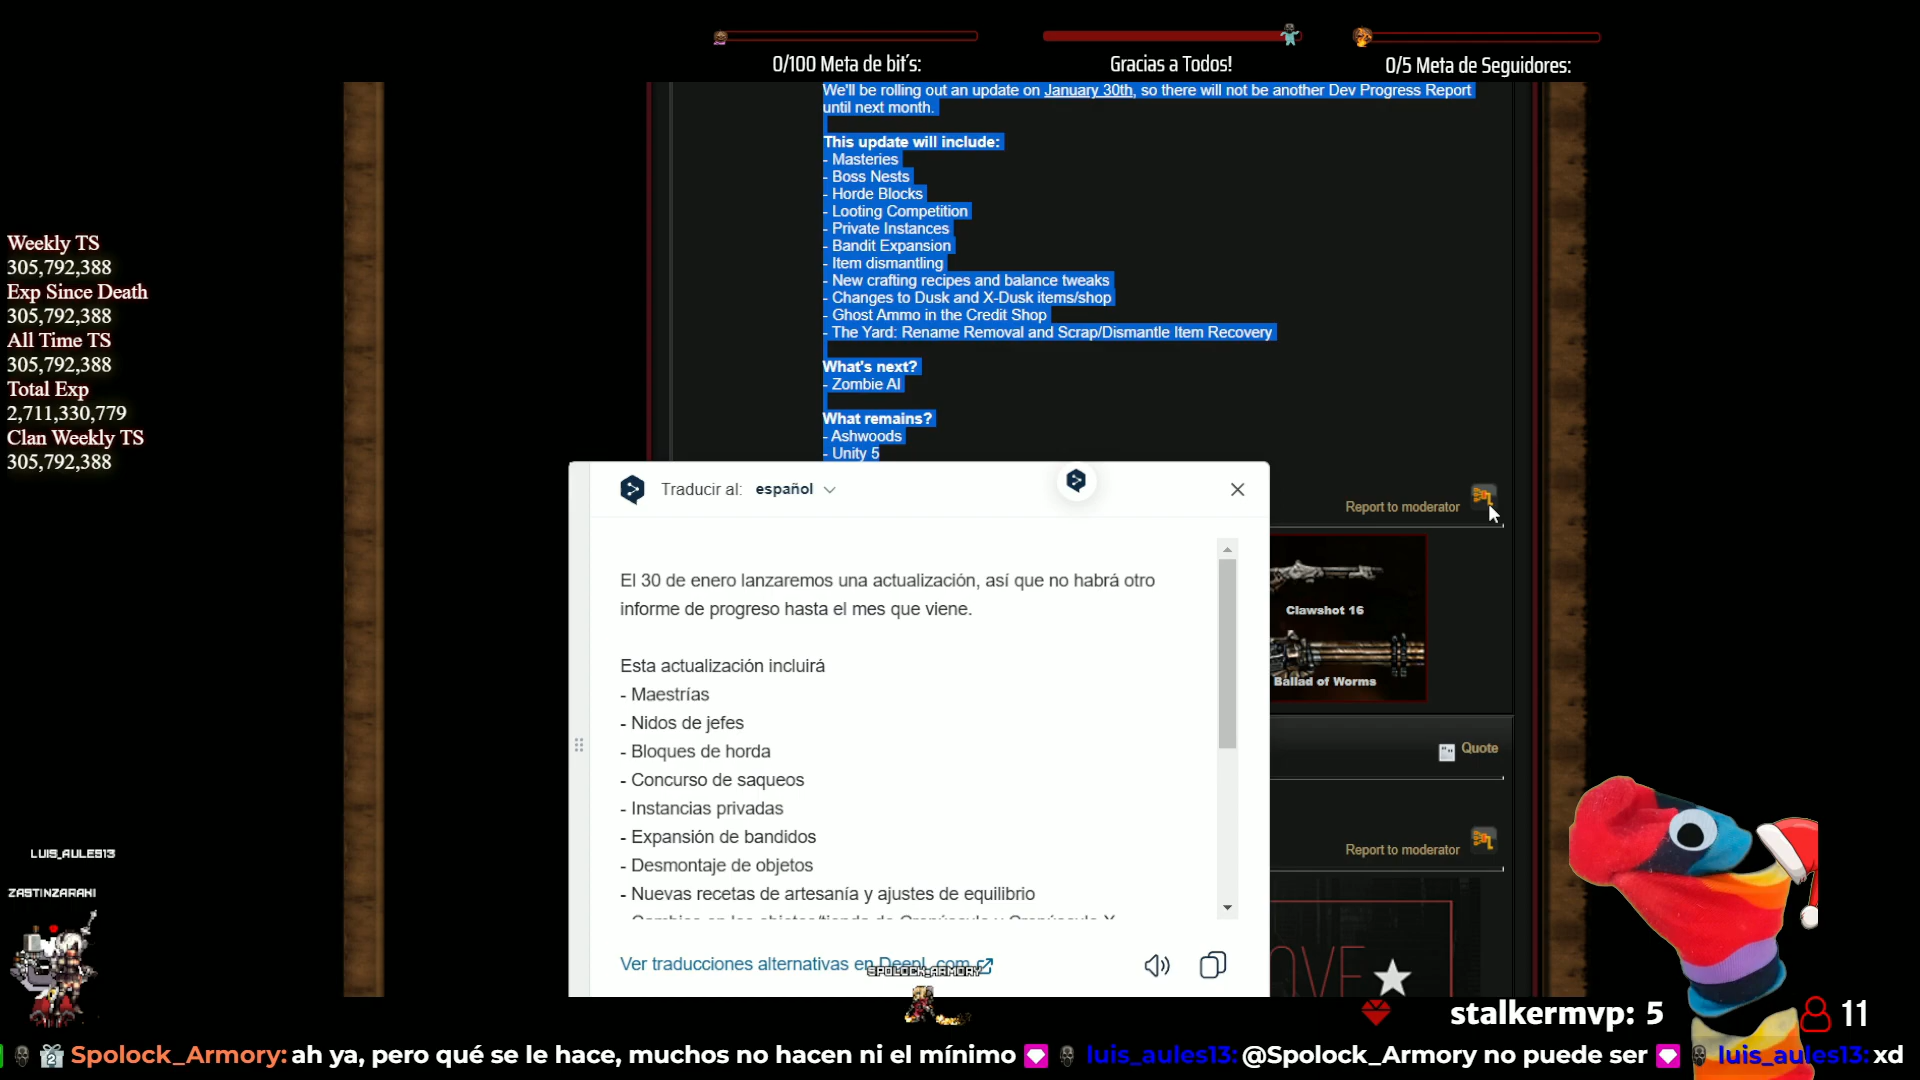 0/100 Meta de bit's:
Gracias a Todos!
0/5 Meta de Seguidores:
We'll be rolling out an update on January 30th, so there will not be another Dev Progress Report
until next month.
This update will include:
- Masteries
- Boss Nests
- Horde Blocks
- Looting Competition
- Private Instances
- Bandit Expansion
- Item dismantling
- New crafting recipes and balance tweaks
- Changes to Dusk and X-Dusk items/shop
- Ghost Ammo in the Credit Shop
- The Yard: Rename Removal and Scrap/Dismantle Item Recovery
What's next?
- Zombie AI
What remains?
- Ashwoods
- Unity 5
Weekly TS
305,792,388
Exp Since Death
305,792,388
All Time TS
305,792,388
Total Exp
2,711,330,779
Clan Weekly TS
305,792,388
Traducir al: español
El 30 de enero lanzaremos una actualización, así que no habrá otro
informe de progreso hasta el mes que viene.
Esta actualización incluirá
- Maestrías
- Nidos de jefes
- Bloques de horda
- Concurso de saqueos
- Instancias privadas
- Expansión de bandidos
- Desmontaje de objetos
- Nuevas recetas de artesanía y ajustes de equilibrio
- Cambios en los objetos/tienda de Crepúsculo y Crepúsculo X
Ver traducciones alternativas en DeepL.com
Report to moderator
Clawshot 16
Ballad of Worms
Quote
Report to moderator
LUIS_AULES13
ZASTINZARAKI
SPOLOCK_ARMORY
stalkermvp: 5
11
Spolock_Armory: ah ya, pero qué se le hace, muchos no hacen ni el mínimo luis_aules13: @Spolock_Armory no puede ser luis_aules13: xd